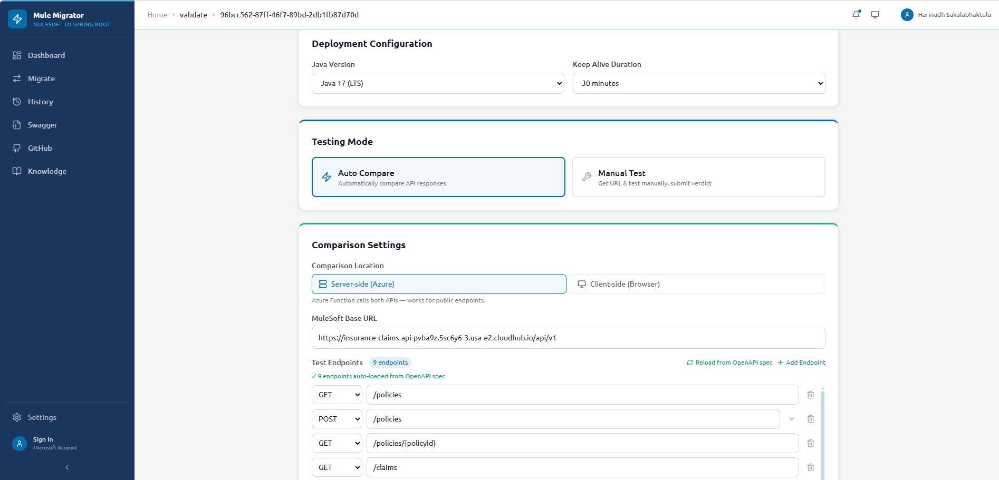 Mule Migrator
MULESOFT TO SPRING BOOT
Dashboard
Migrate
History
Swagger
GitHub
Knowledge
Settings
Sign In
Microsoft Account
Home > validate > 96bcc562-87ff-46f7-89bd-2db1fb87d70d
Harinadh Sakalabhaktula
Deployment Configuration
Java Version
Keep Alive Duration
Java 17 (LTS)
30 minutes
Testing Mode
Auto Compare
Automatically compare API responses
Manual Test
Get URL & test manually, submit verdict
Comparison Settings
Comparison Location
Server-side (Azure)
Client-side (Browser)
Azure Function calls both APIs — works for public endpoints.
MuleSoft Base URL
https://insurance-claims-api-pvba9z.5sc6y6-3.usa-e2.cloudhub.io/api/v1
Test Endpoints 9 endpoints
Reload from OpenAPI spec
+ Add Endpoint
✓ 9 endpoints auto-loaded from OpenAPI spec
GET /policies
POST /policies
GET /policies/{policyId}
GET /claims